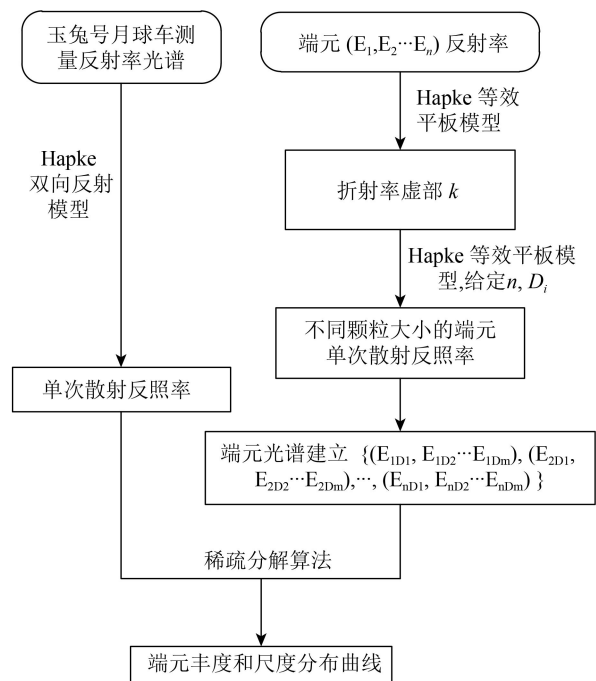 玉兔号月球车测
量反射率光谱
端元 (E₁,E₂···Eₙ) 反射率
Hapke
双向反射
模型
Hapke 等效
平板模型
折射率虚部 k
Hapke 等效平板模
型,给定n, Dᵢ
不同颗粒大小的端元
单次散射反照率
单次散射反照率
端元光谱建立 {(E1D1, E1D2···E1Dm), (E2D1,
E2D2···E2Dm),···, (EnD1, EnD2···EnDm) }
稀疏分解算法
端元丰度和尺度分布曲线